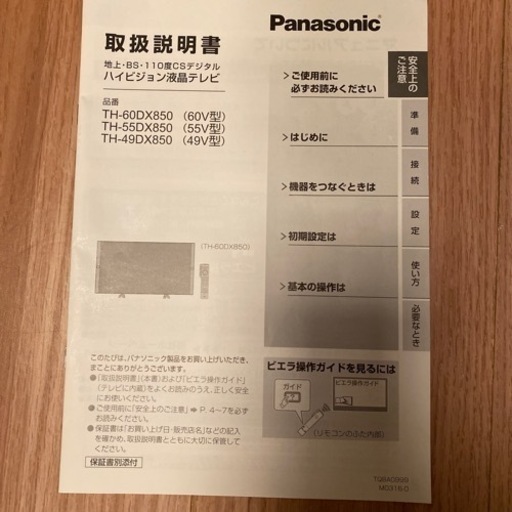 取扱説明書
地上・BS・110度CSデジタル
ハイビジョン液晶テレビ
品番
TH-60DX850 (60V型)
TH-55DX850 (55V型)
TH-49DX850 (49V型)
(TH-60DX850)
このたびは、パナソニック製品をお買い上げいただき、
まことにありがとうございます。
●「取扱説明書」(本書)および「ビエラ操作ガイド」
(テレビに内蔵)をよくお読みのうえ、正しく安全
にお使いください。
●ご使用前に「安全上のご注意」➡ P. 4~7を必ず
お読みください。
●保証書は「お買い上げ日・販売店名」などの記入
を確かめ、取扱説明書とともに大切に保管して
ください。
保証書別添付
Panasonic
>ご使用前に
必ずお読みください
>はじめに
>機器をつなぐときは
>初期設定は
>基本の操作は
ビエラ操作ガイドを見るには
ガイド
ビエラ操作ガイド
(リモコンのふた内部)
安全上の
ご注意
準備
接続
設定
使い方
必要なとき
M0316-0